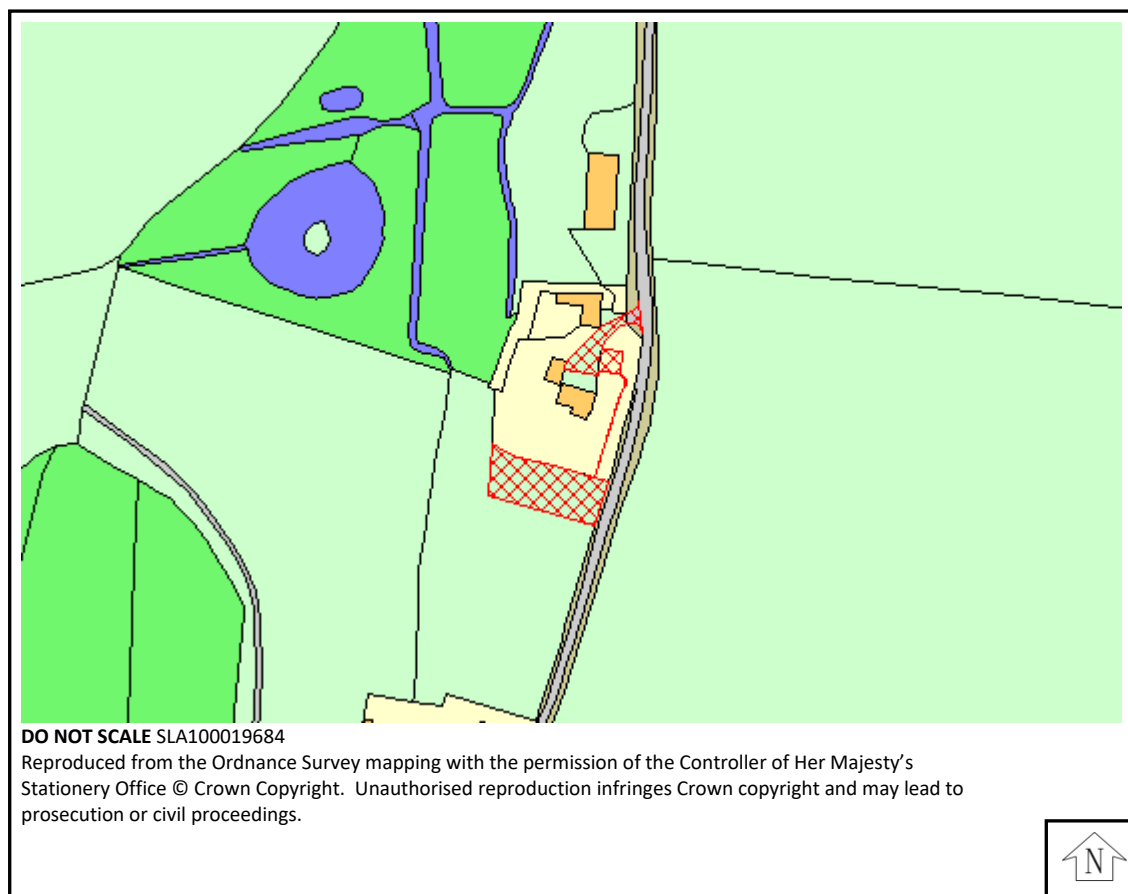 DO NOT SCALE SLA100019684
Reproduced from the Ordnance Survey mapping with the permission of the Controller of Her Majesty’s
Stationery Office © Crown Copyright.  Unauthorised reproduction infringes Crown copyright and may lead to
prosecution or civil proceedings.
N